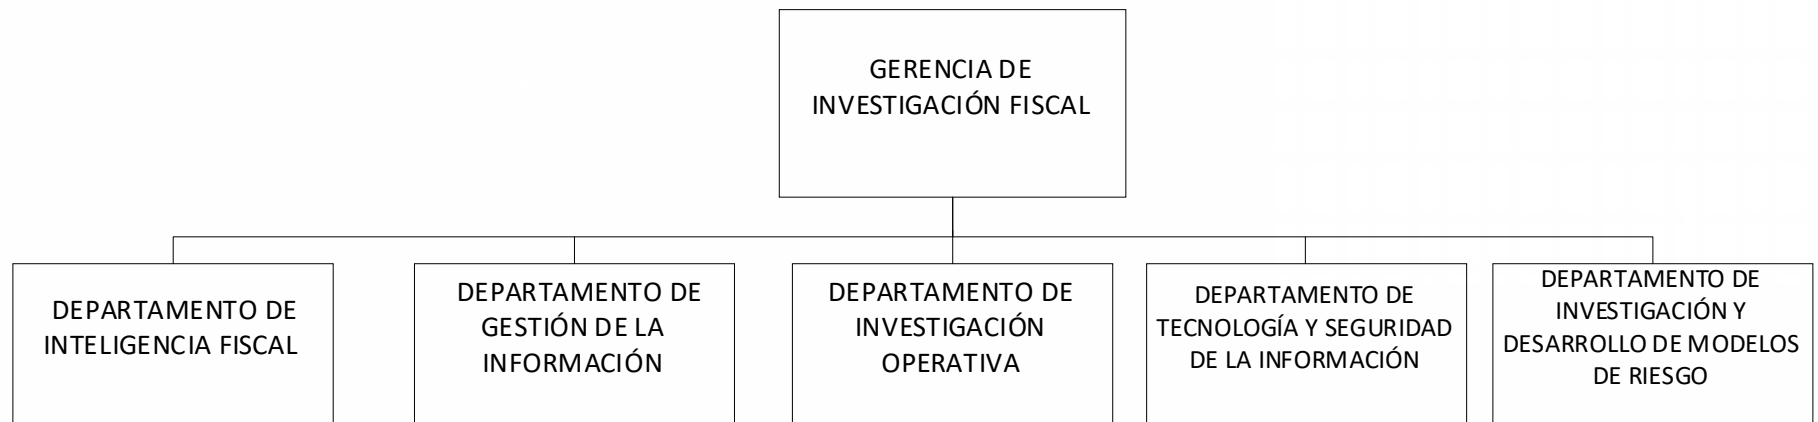 GERENCIA DE
INVESTIGACIÓN FISCAL
DEPARTAMENTO DE
INTELIGENCIA FISCAL
DEPARTAMENTO DE
GESTIÓN DE LA
INFORMACIÓN
DEPARTAMENTO DE
INVESTIGACIÓN
OPERATIVA
DEPARTAMENTO DE
TECNOLOGÍA Y SEGURIDAD
DE LA INFORMACIÓN
DEPARTAMENTO DE
INVESTIGACIÓN Y
DESARROLLO DE MODELOS
DE RIESGO